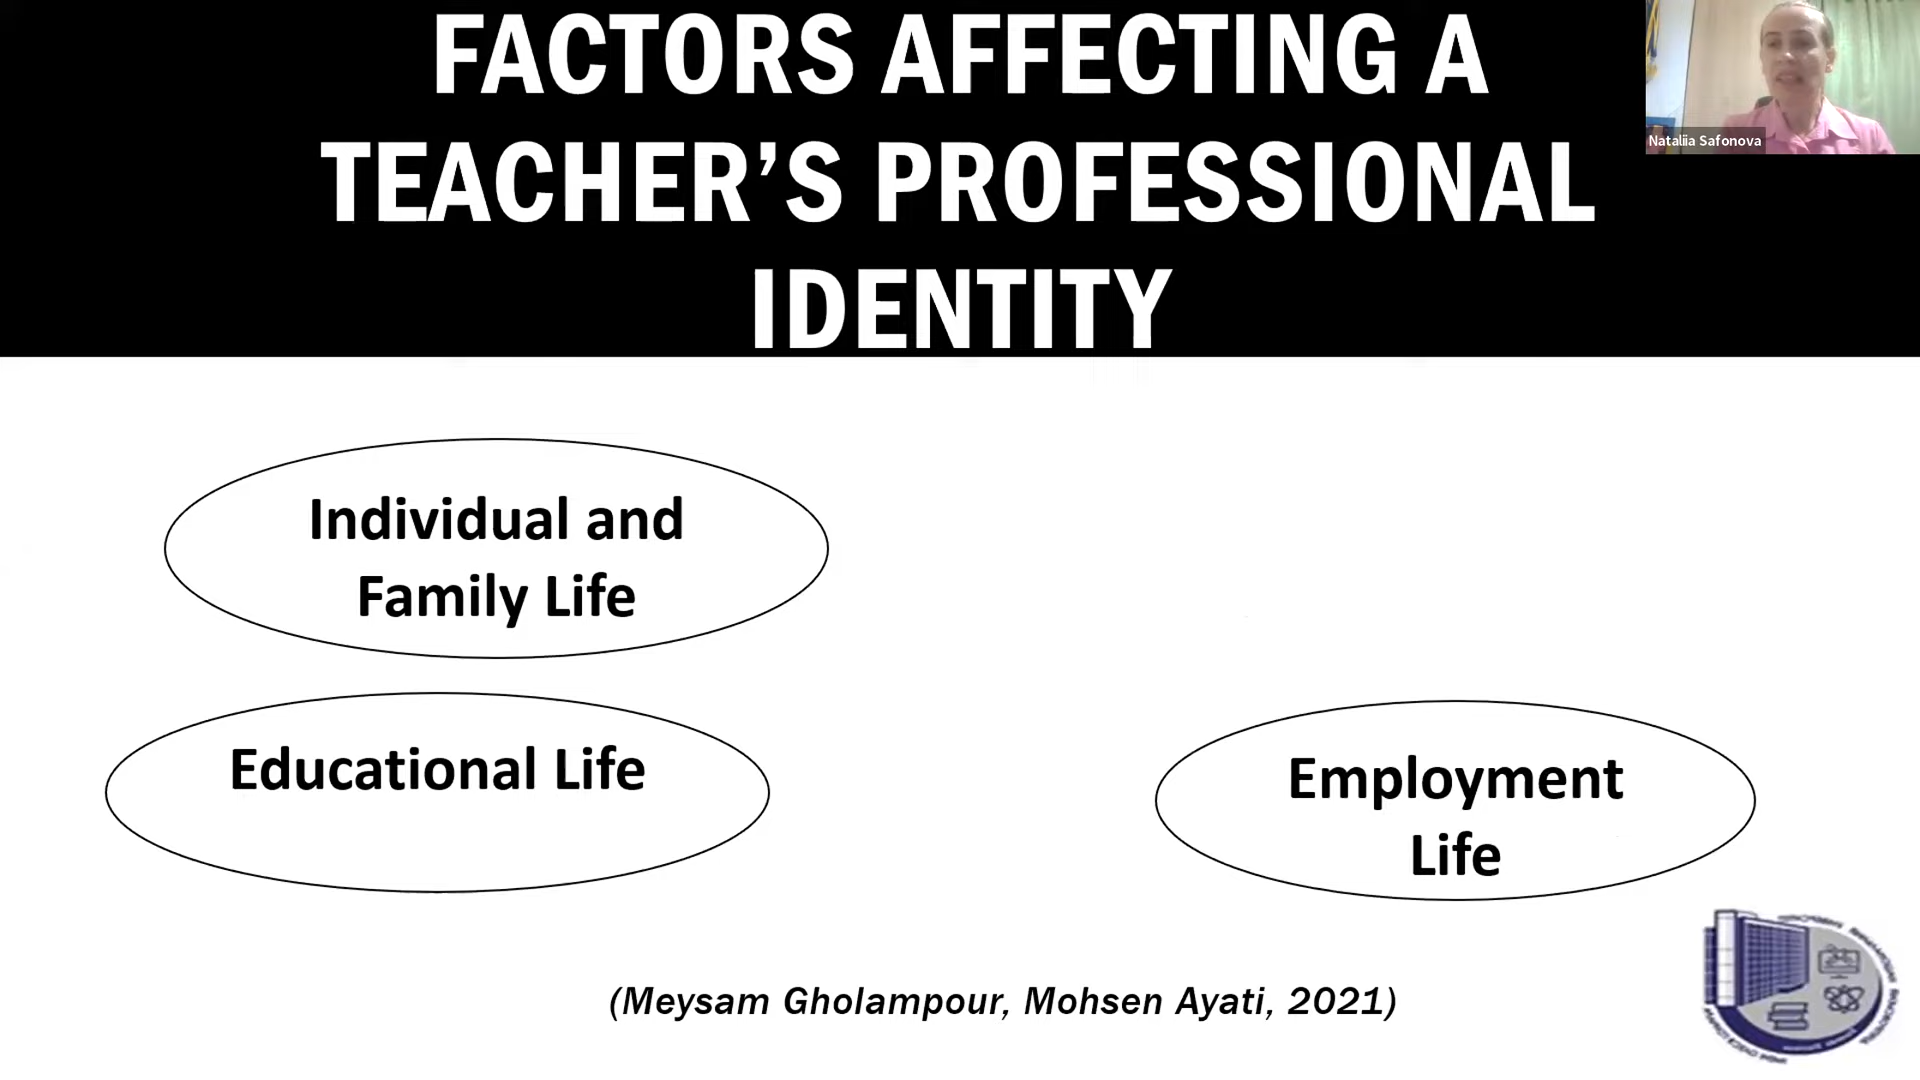 FACTORS AFFECTING A
TEACHER’S PROFESSIONAL
IDENTITY
Nataliia Safonova
Individual and
Family Life
Educational Life
Employment
Life
(Meysam Gholampour, Mohsen Ayati, 2021)